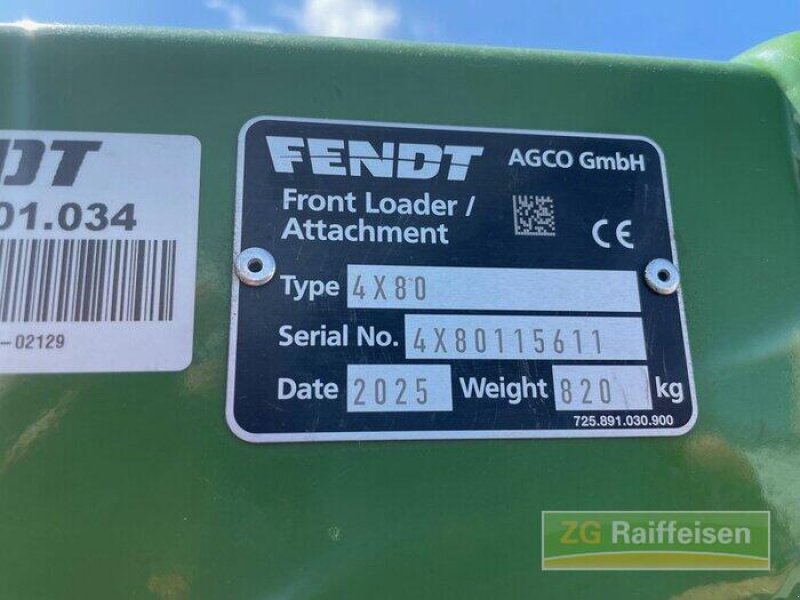 DT
01.034
-02129
FENDT AGCO GmbH
Front Loader /
Attachment
CE
Type 4X80
Serial No. 4X80115611
Date 2025 Weight 820 kg
725.891.030.900
ZG Raiffeisen